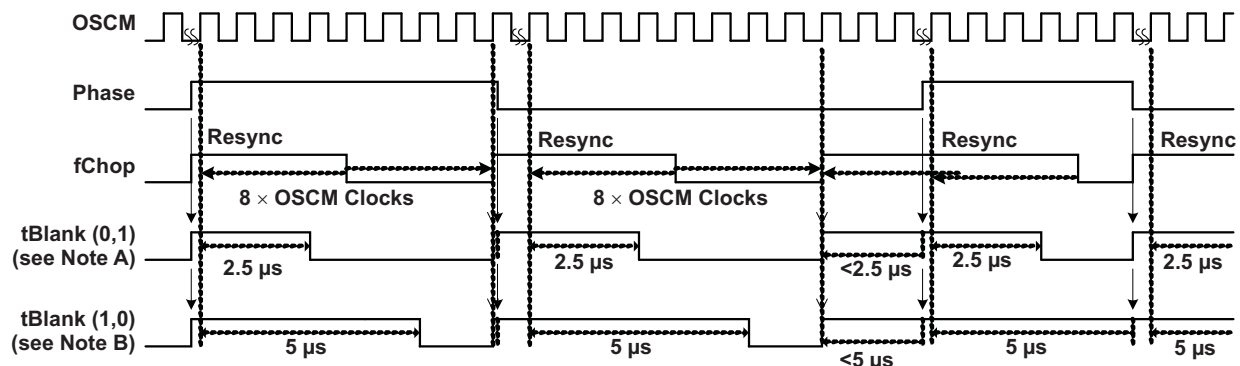 OSCM
Phase
Resync
Resync
Resync
Resync
fChop
8 × OSCM Clocks
8 × OSCM Clocks
tBlank (0,1)
(see Note A)
2.5 µs
2.5 µs
<2.5 µs
2.5 µs
2.5 µs
tBlank (1,0)
(see Note B)
5 µs
5 µs
<5 µs
5 µs
5 µs